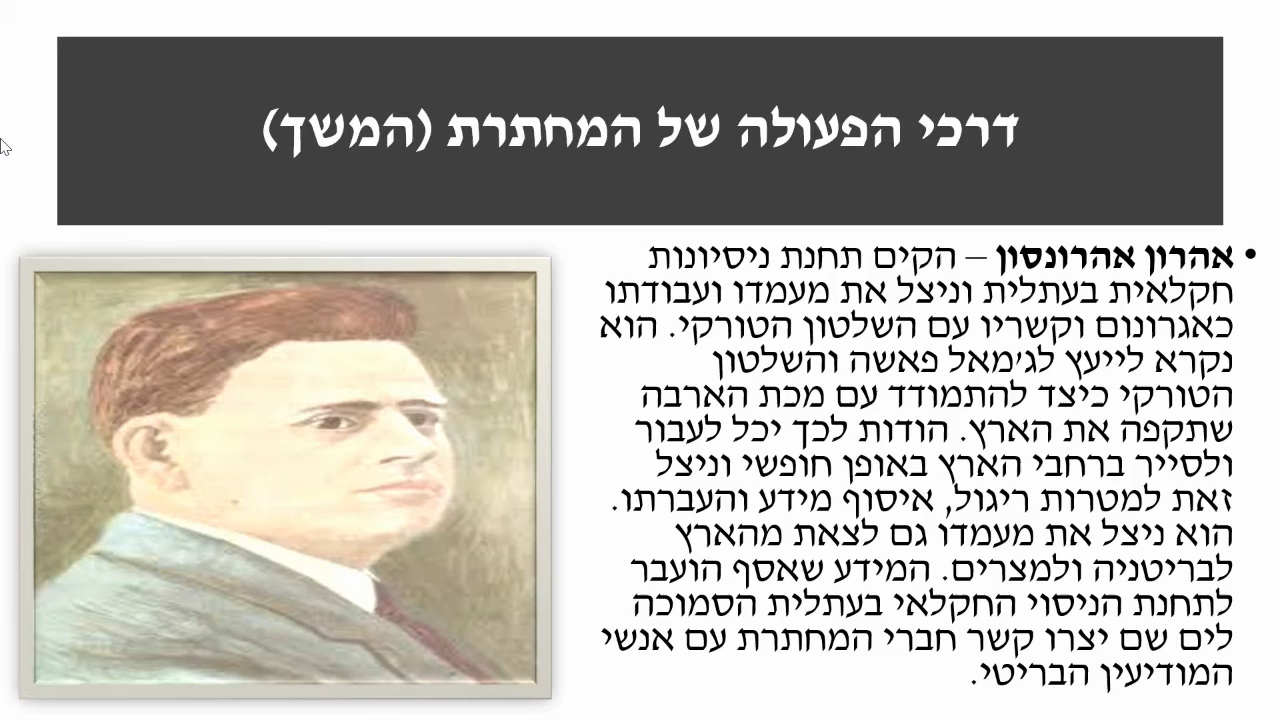 דרכי הפעולה של המחתרת (המשך)
• אהרון אהרונסון – הקים תחנת ניסיונות
חקלאית בעתלית וניצל את מעמדו ועבודתו
כאגרונום וקשריו עם השלטון הטורקי. הוא
נקרא לייעץ לג'מאל פאשה והשלטון
הטורקי כיצד להתמודד עם מכת הארבה
שתקפה את הארץ. הודות לכך יכל לעבור
ולסייר ברחבי הארץ באופן חופשי וניצל
זאת למטרות ריגול, איסוף מידע והעברתו.
הוא ניצל את מעמדו גם לצאת מהארץ
לבריטניה ולמצרים. המידע שאסף הועבר
לתחנת הניסוי החקלאי בעתלית הסמוכה
לים שם יצרו קשר חברי המחתרת עם אנשי
המודיעין הבריטי.